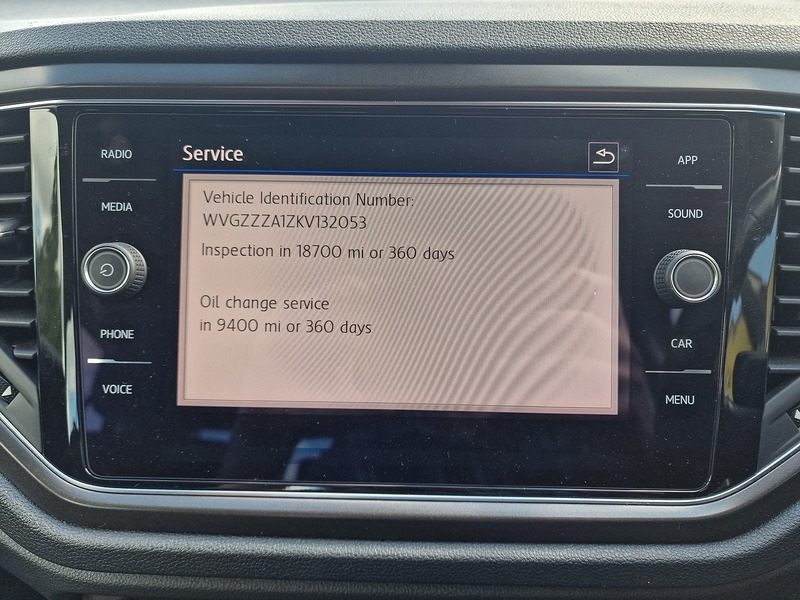 Service
Vehicle Identification Number:
WVGZZZA1ZKV132053
Inspection in 18700 mi or 360 days
Oil change service
in 9400 mi or 360 days
RADIO
MEDIA
PHONE
VOICE
APP
SOUND
CAR
MENU